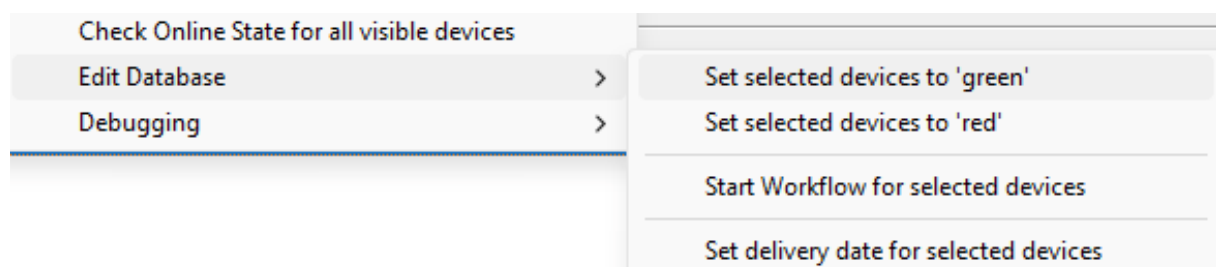 Check Online State for all visible devices
Edit Database
Debugging
Set selected devices to 'green'
Set selected devices to 'red'
Start Workflow for selected devices
Set delivery date for selected devices